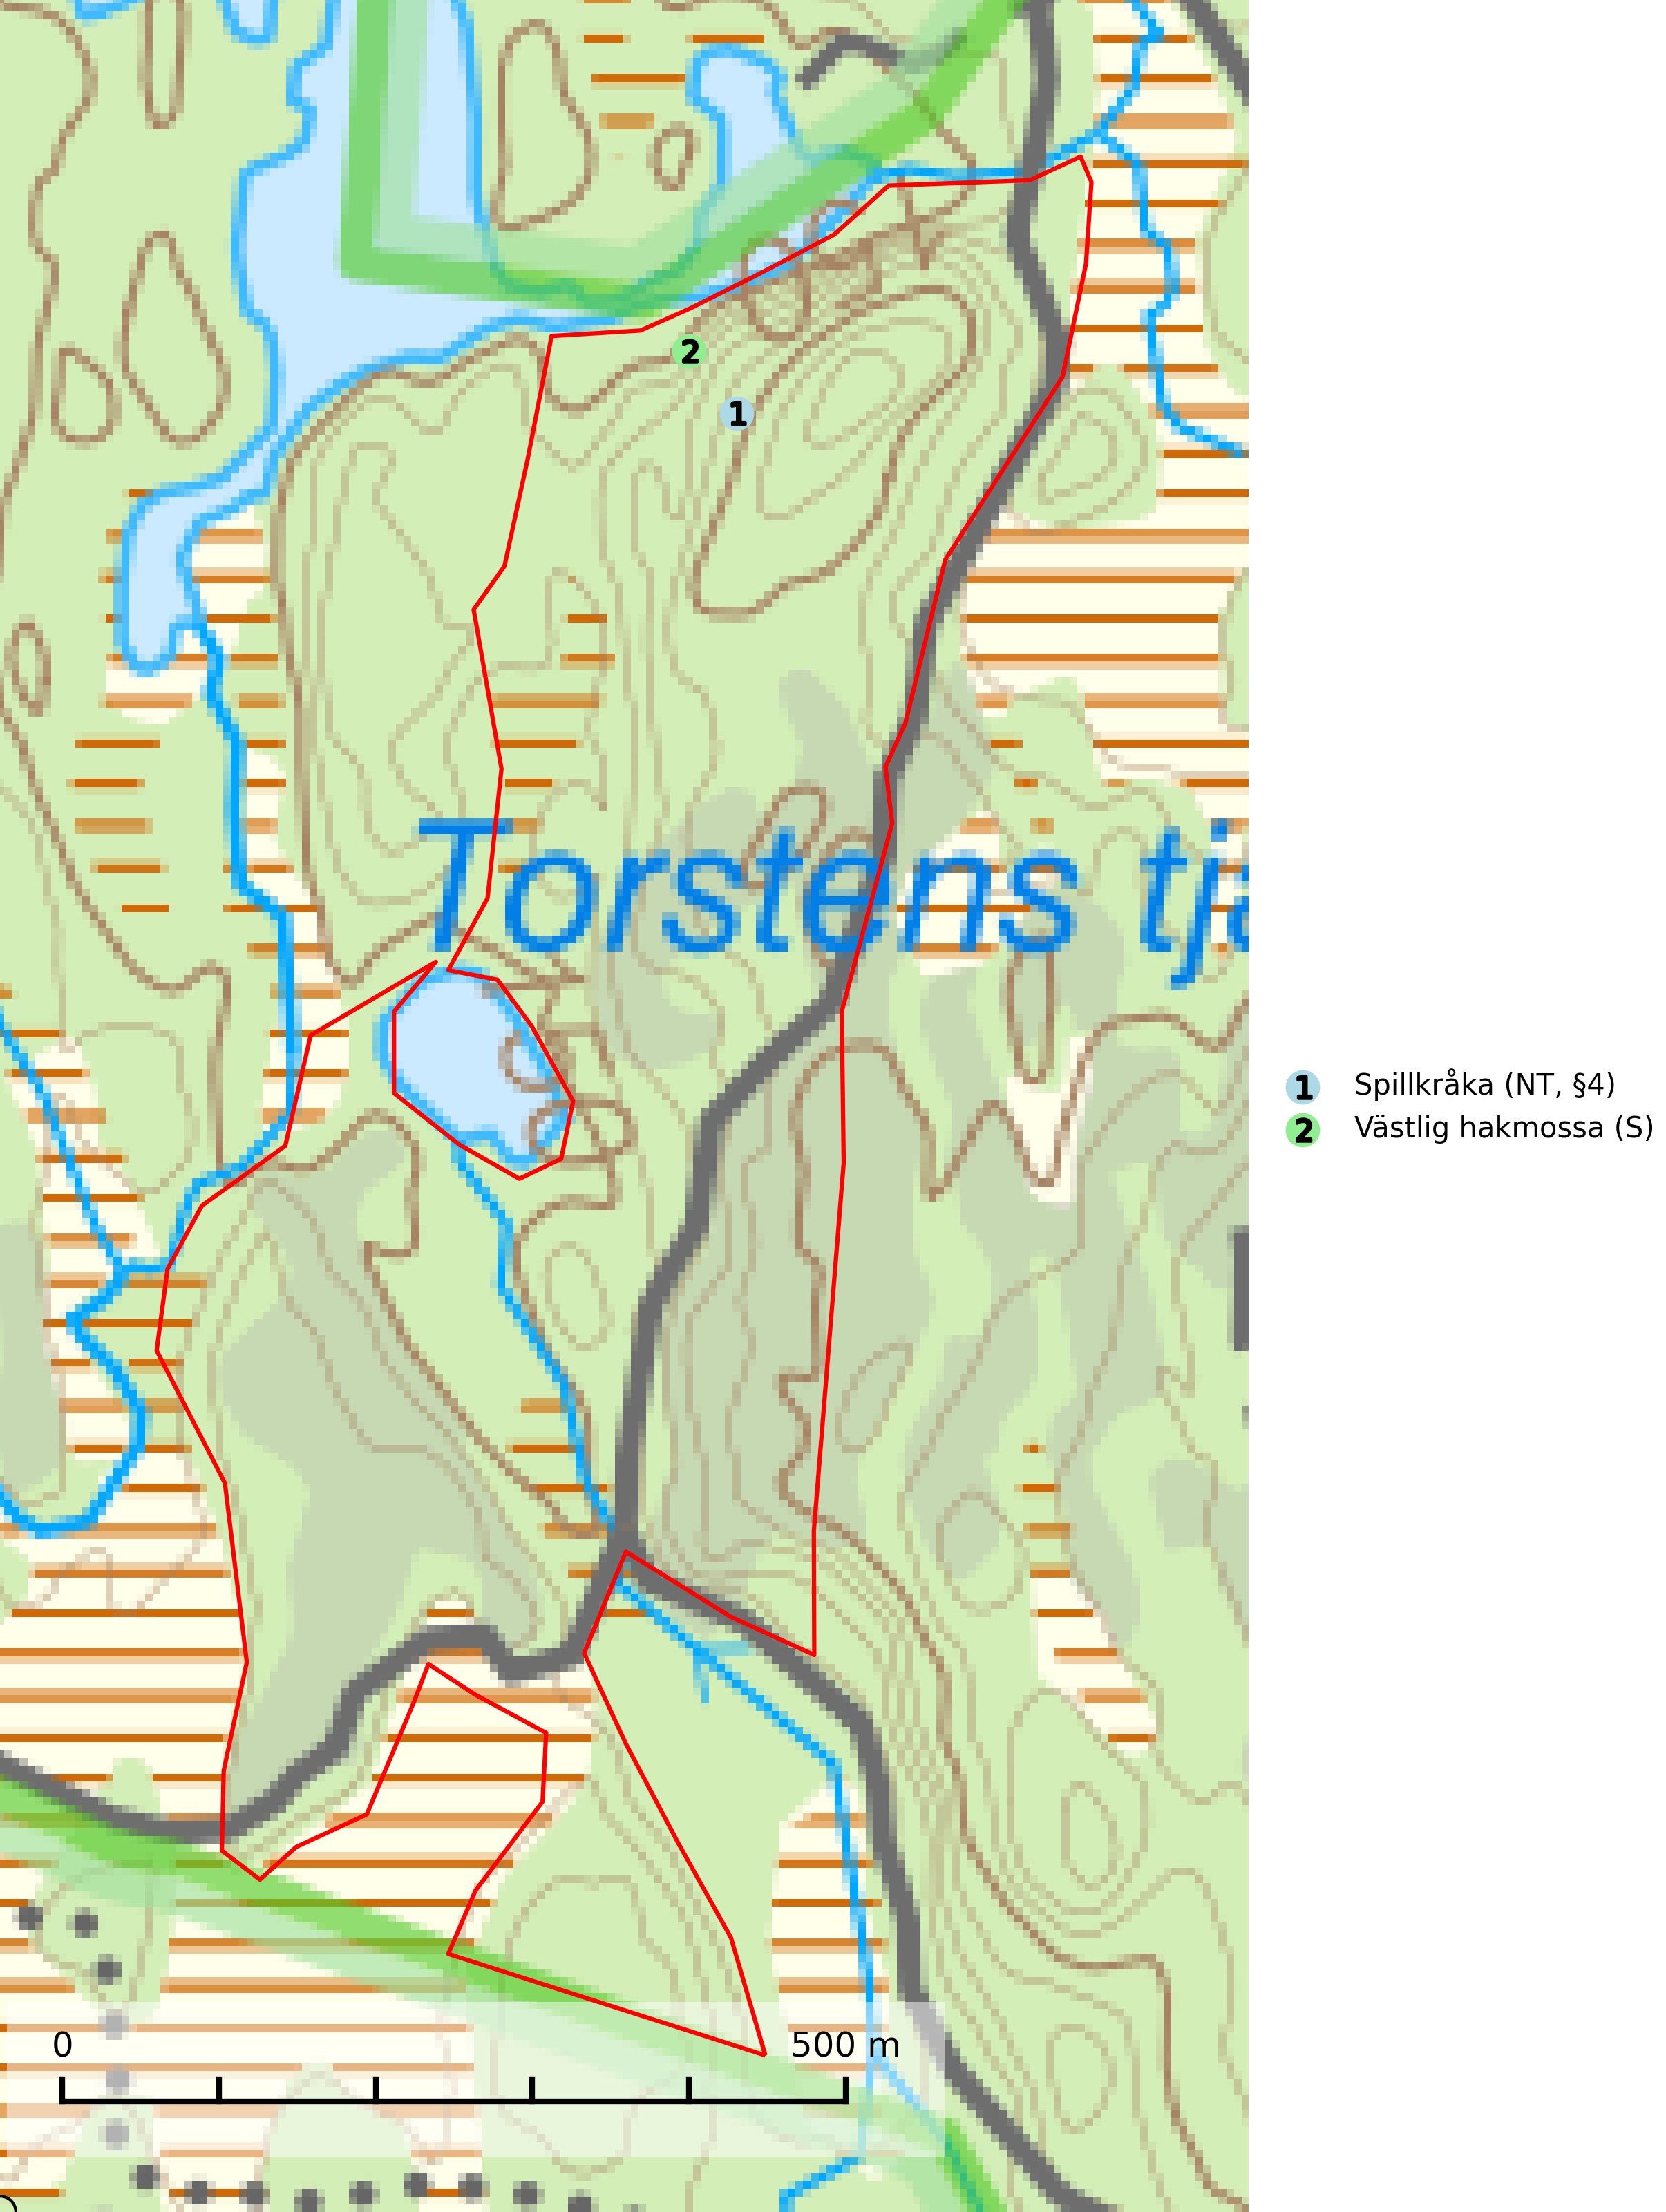 2
1
Torstens tj
1 Spillkråka (NT, §4)
2 Västlig hakmossa (S)
0 500 m